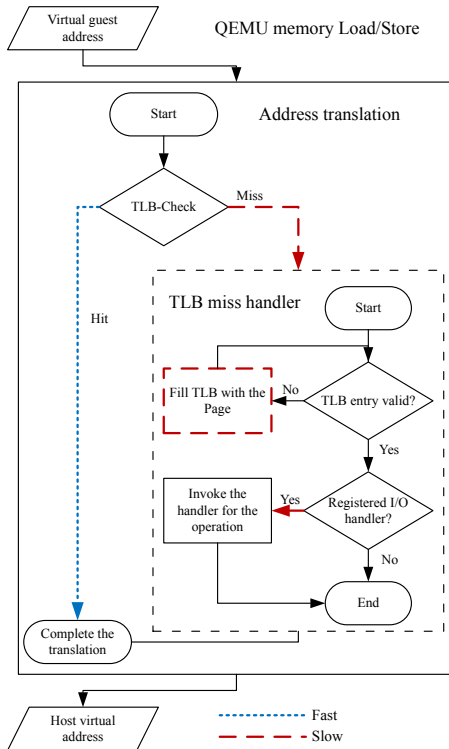 Virtual guest
address
QEMU memory Load/Store
Start
Address translation
TLB-Check
Miss
Hit
TLB miss handler
Start
Fill TLB with the
Page
No
TLB entry valid?
Yes
Invoke the
handler for the
operation
Yes
Registered I/O
handler?
No
End
Complete the
translation
Host virtual
address
Fast
Slow